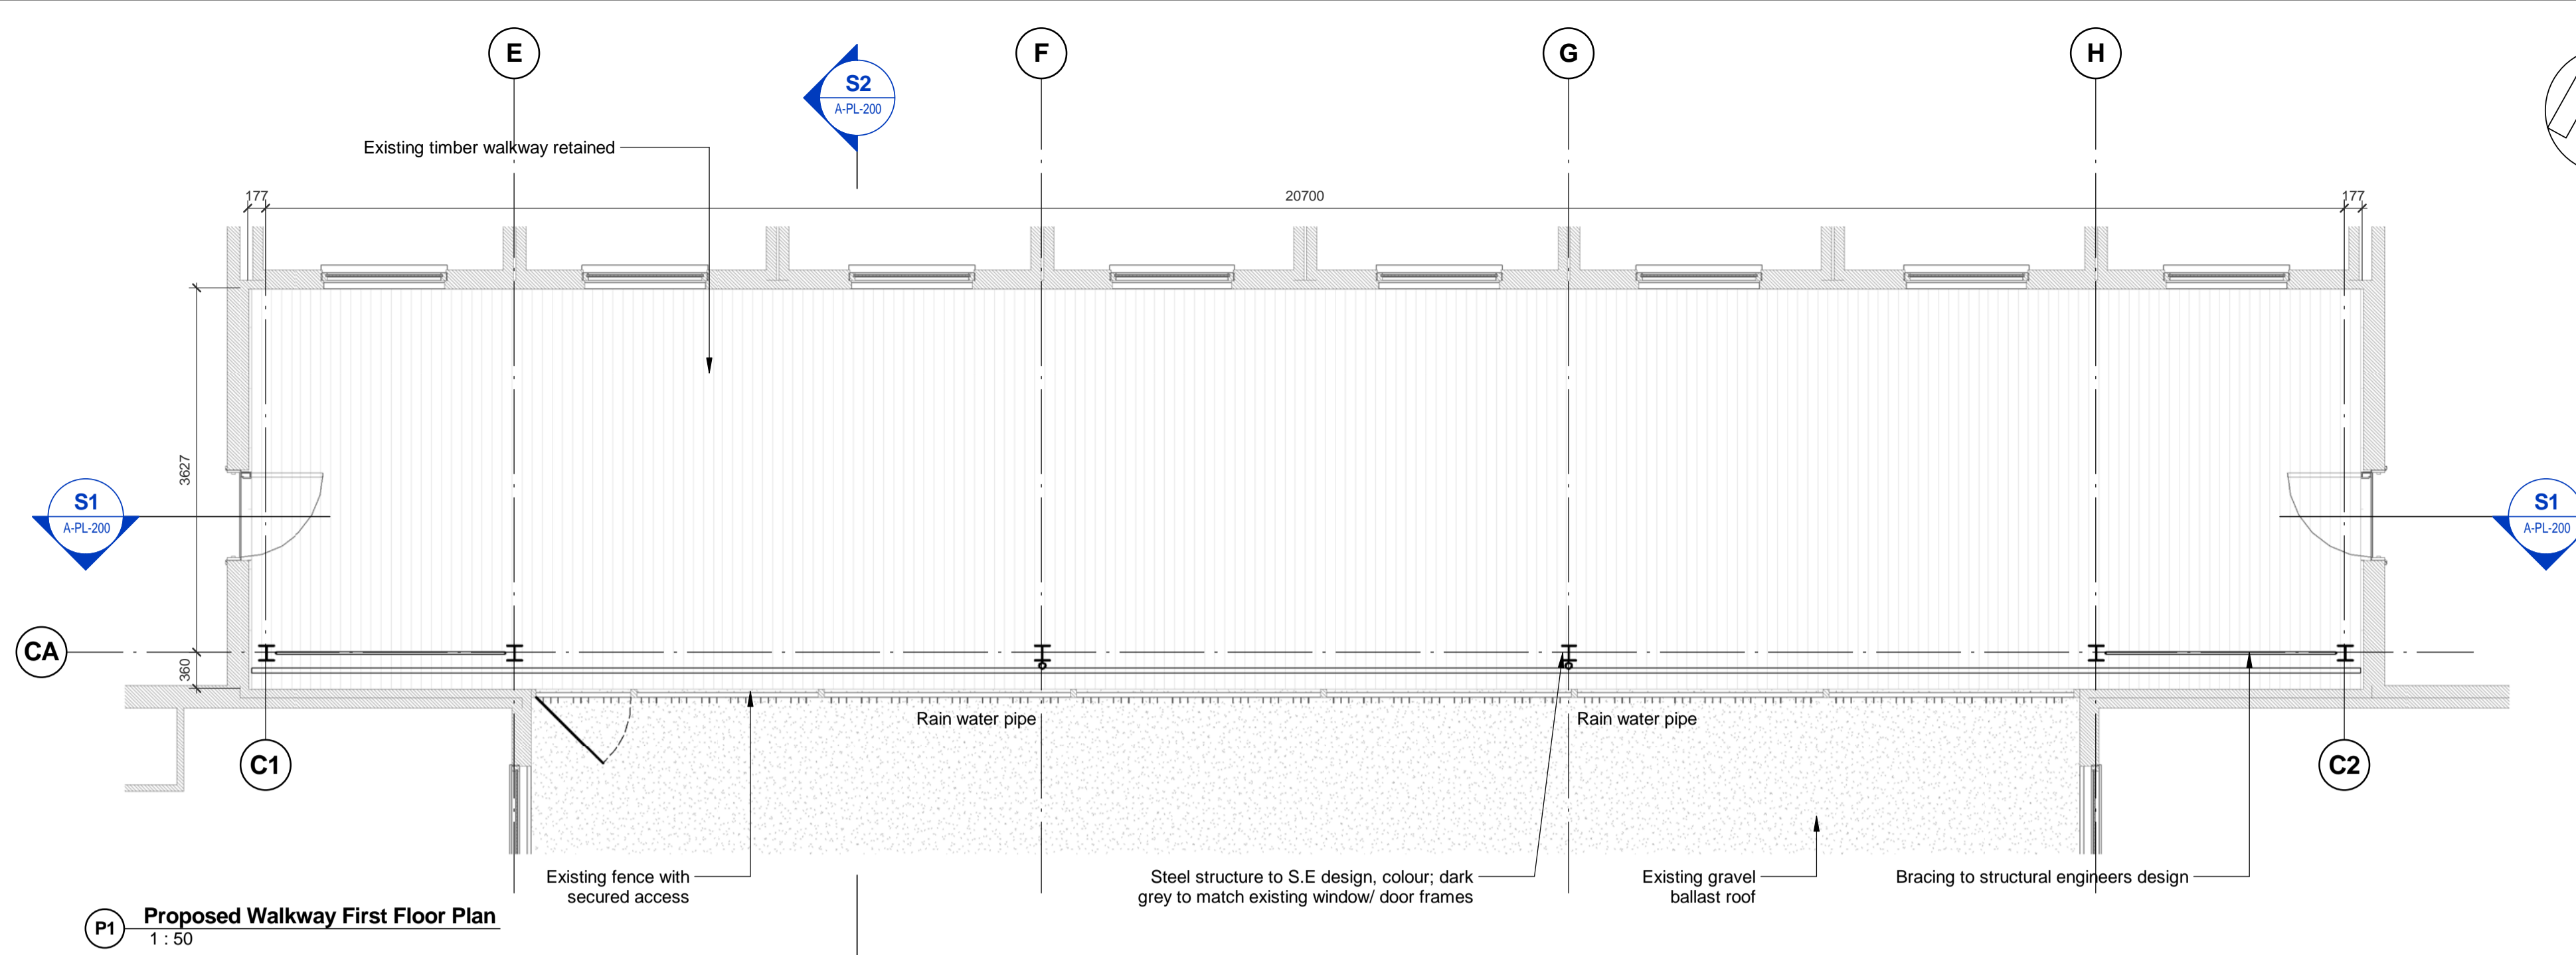 E
F
G
H
S2
A-PL-200
Existing timber walkway retained
177
20700
177
3627
S1
A-PL-200
S1
A-PL-200
CA
360
Rain water pipe
Rain water pipe
C1
C2
Existing fence with
secured access
Steel structure to S.E design, colour; dark
grey to match existing window/ door frames
Existing gravel
ballast roof
Bracing to structural engineers design
P1
Proposed Walkway First Floor Plan
1 : 50